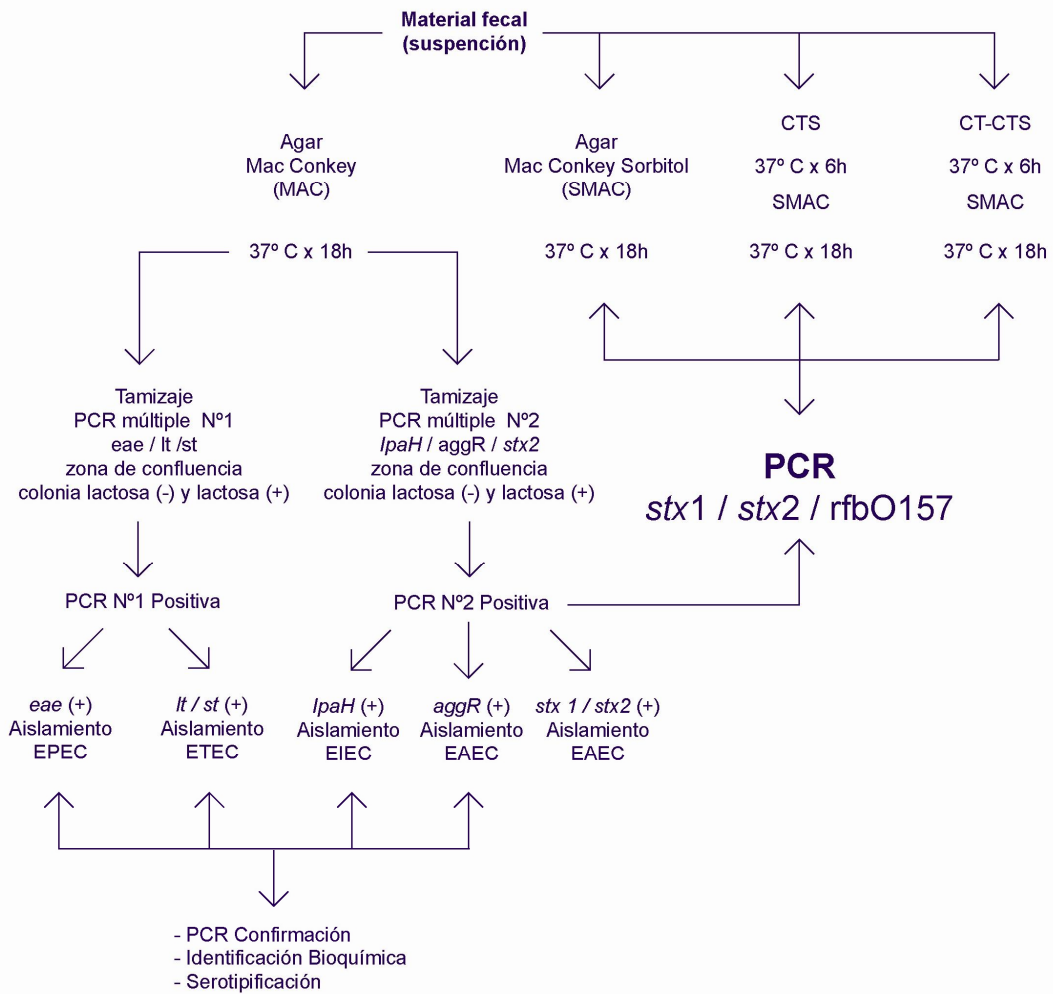 Material fecal
(suspención)
Agar
Mac Conkey
(MAC)
Agar
Mac Conkey Sorbitol
(SMAC)
CTS
37º C x 6h
SMAC
CT-CTS
37º C x 6h
SMAC
37º C x 18h
37º C x 18h
37º C x 18h
37º C x 18h
Tamizaje
PCR múltiple Nº1
eae / lt /st
zona de confluencia
colonia lactosa (-) y lactosa (+)
Tamizaje
PCR múltiple Nº2
IpaH / aggR / stx2
zona de confluencia
colonia lactosa (-) y lactosa (+)
PCR
stx1 / stx2 / rfbO157
PCR Nº1 Positiva
PCR Nº2 Positiva
eae (+)
Aislamiento
EPEC
lt / st (+)
Aislamiento
ETEC
IpaH (+)
Aislamiento
EIEC
aggR (+)
Aislamiento
EAEC
stx 1 / stx2 (+)
Aislamiento
EAEC
- PCR Confirmación
- Identificación Bioquímica
- Serotipificación